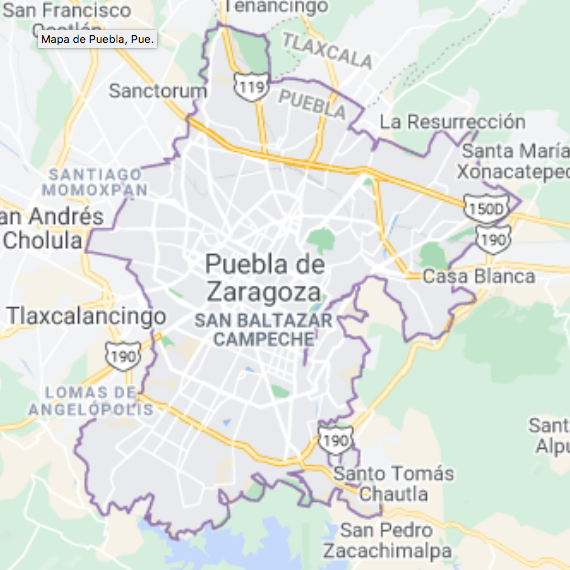 San Francisco
Ocotlán
Tenancingo
Mapa de Puebla, Pue.
TLAXCALA
Sanctorum
119
PUEBLA
La Resurrección
Santa María
Xonacatepec
SANTIAGO
MOMOXPAN
an Andrés
Cholula
150D
190
Puebla de
Zaragoza
Casa Blanca
Tlaxcalancingo
SAN BALTAZAR
CAMPECHE
190
LOMAS DE
ANGELÓPOLIS
190
Sant
Alpu
Santo Tomás
Chautla
San Pedro
Zacachimalpa